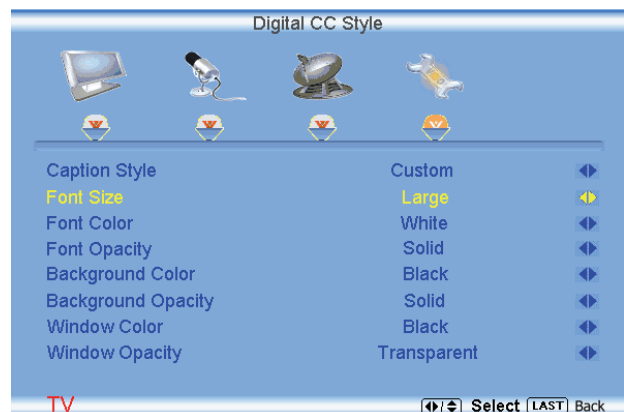 Digital CC Style
Caption Style Custom
Font Size Large
Font Color White
Font Opacity Solid
Background Color Black
Background Opacity Solid
Window Color Black
Window Opacity Transparent
TV Select LAST Back